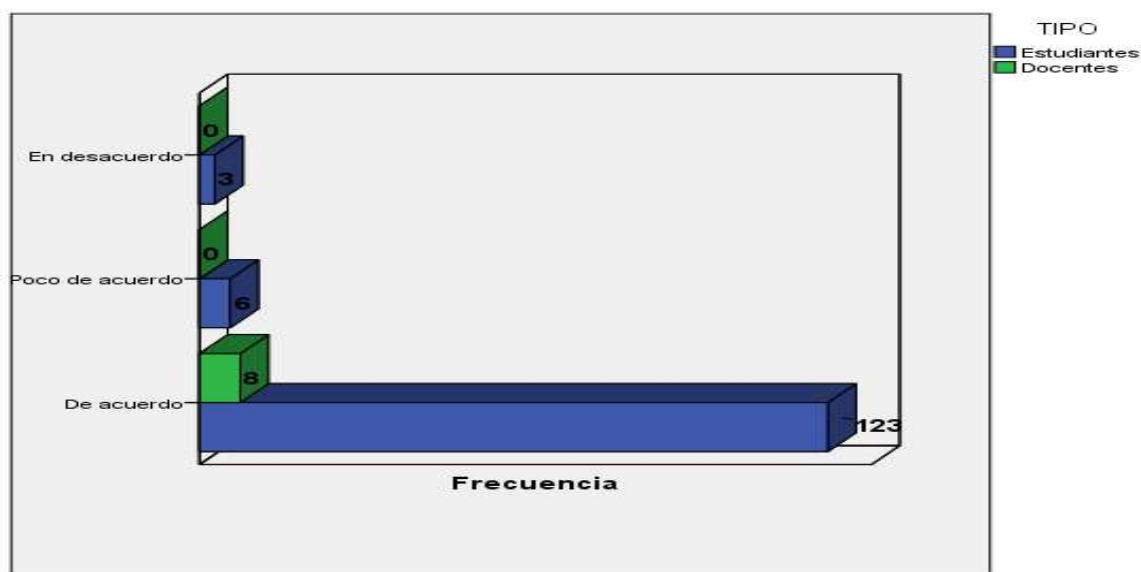 TIPO
Estudiantes
Docentes
0
En desacuerdo
3
0
Poco de acuerdo
6
8
De acuerdo
123
Frecuencia